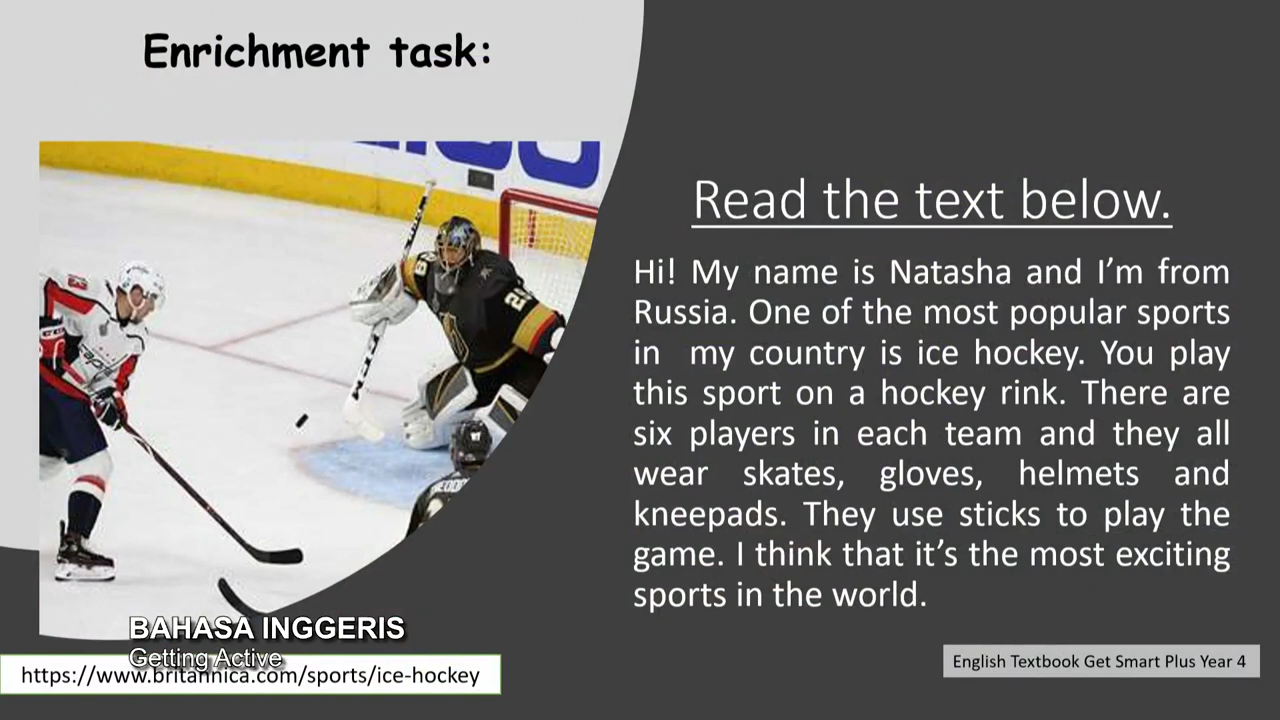 Enrichment task:
Read the text below.
Hi! My name is Natasha and I’m from
Russia. One of the most popular sports
in my country is ice hockey. You play
this sport on a hockey rink. There are
six players in each team and they all
wear skates, gloves, helmets and
kneepads. They use sticks to play the
game. I think that it’s the most exciting
sports in the world.
BAHASA INGGERIS
Getting Active
https://www.britannica.com/sports/ice-hockey
English Textbook Get Smart Plus Year 4